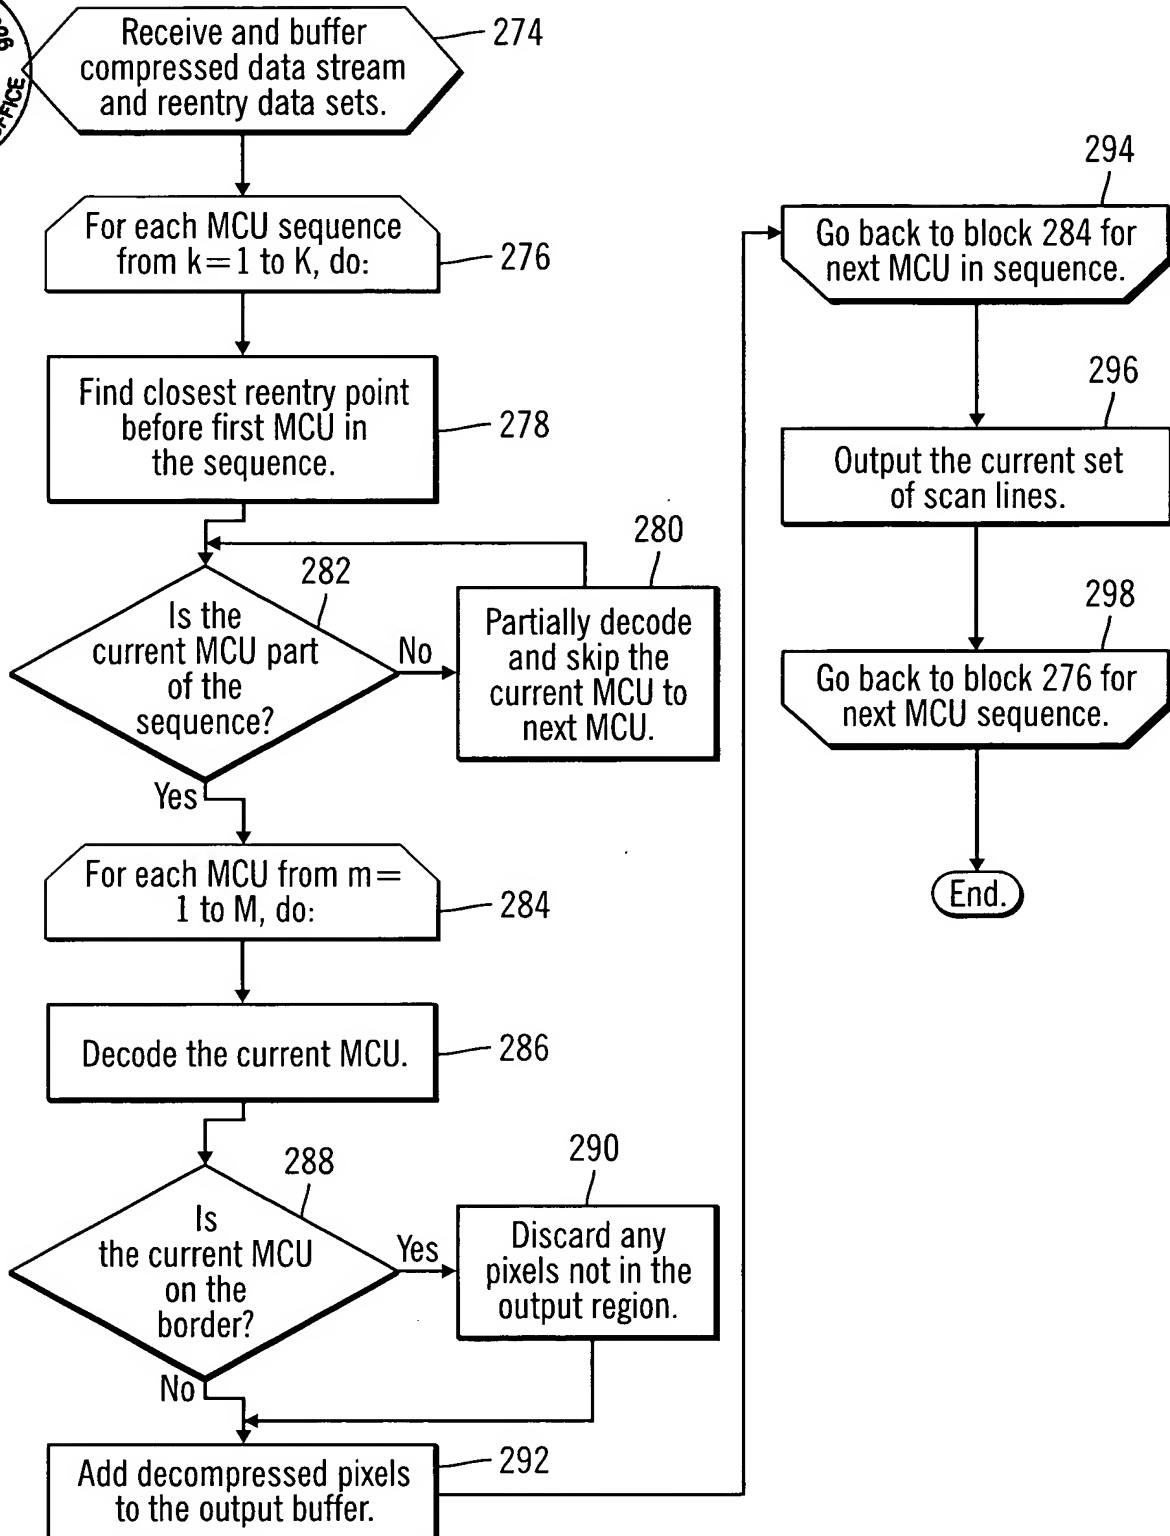 Receive and buffer
compressed data stream
and reentry data sets.
274
For each MCU sequence
from k=1 to K, do:
276
Find closest reentry point
before first MCU in
the sequence.
278
280
282
Is the
current MCU part
of the
sequence?
No
Yes
Partially decode
and skip the
current MCU to
next MCU.
For each MCU from m=
1 to M, do:
284
Decode the current MCU.
286
288
Is
the current MCU
on the
border?
Yes
No
290
Discard any
pixels not in the
output region.
Add decompressed pixels
to the output buffer.
292
294
Go back to block 284 for
next MCU in sequence.
296
Output the current set
of scan lines.
298
Go back to block 276 for
next MCU sequence.
End.